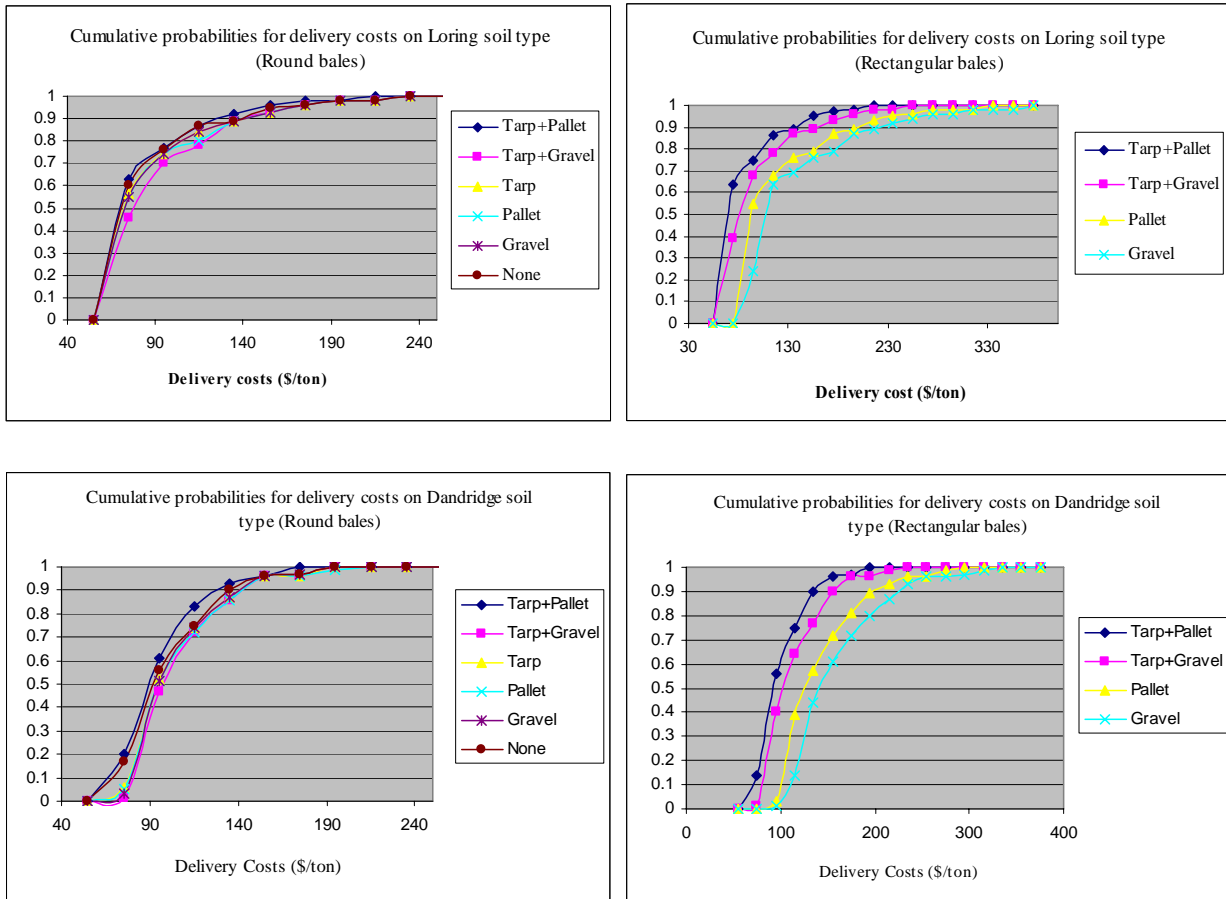 Cumulative probabilities for delivery costs on Loring soil type
(Round bales)
1
0.9
0.8
0.7
0.6
0.5
0.4
0.3
0.2
0.1
0
40 90 140 190 240
Delivery costs ($/ton)
Tarp+Pallet
Tarp+Gravel
Tarp
Pallet
Gravel
None
Cumulative probabilities for delivery costs on Loring soil type
(Rectangular bales)
1
0.9
0.8
0.7
0.6
0.5
0.4
0.3
0.2
0.1
0
30 130 230 330
Delivery cost ($/ton)
Tarp+Pallet
Tarp+Gravel
Pallet
Gravel
Cumulative probabilities for delivery costs on Dandridge soil
type (Round bales)
1
0.9
0.8
0.7
0.6
0.5
0.4
0.3
0.2
0.1
0
40 90 140 190 240
Delivery Costs ($/ton)
Tarp+Pallet
Tarp+Gravel
Tarp
Pallet
Gravel
None
Cumulative probabilities for delivery costs on Dandridge soil
type (Rectangular bales)
1
0.9
0.8
0.7
0.6
0.5
0.4
0.3
0.2
0.1
0
0 100 200 300 400
Delivery Costs ($/ton)
Tarp+Pallet
Tarp+Gravel
Pallet
Gravel